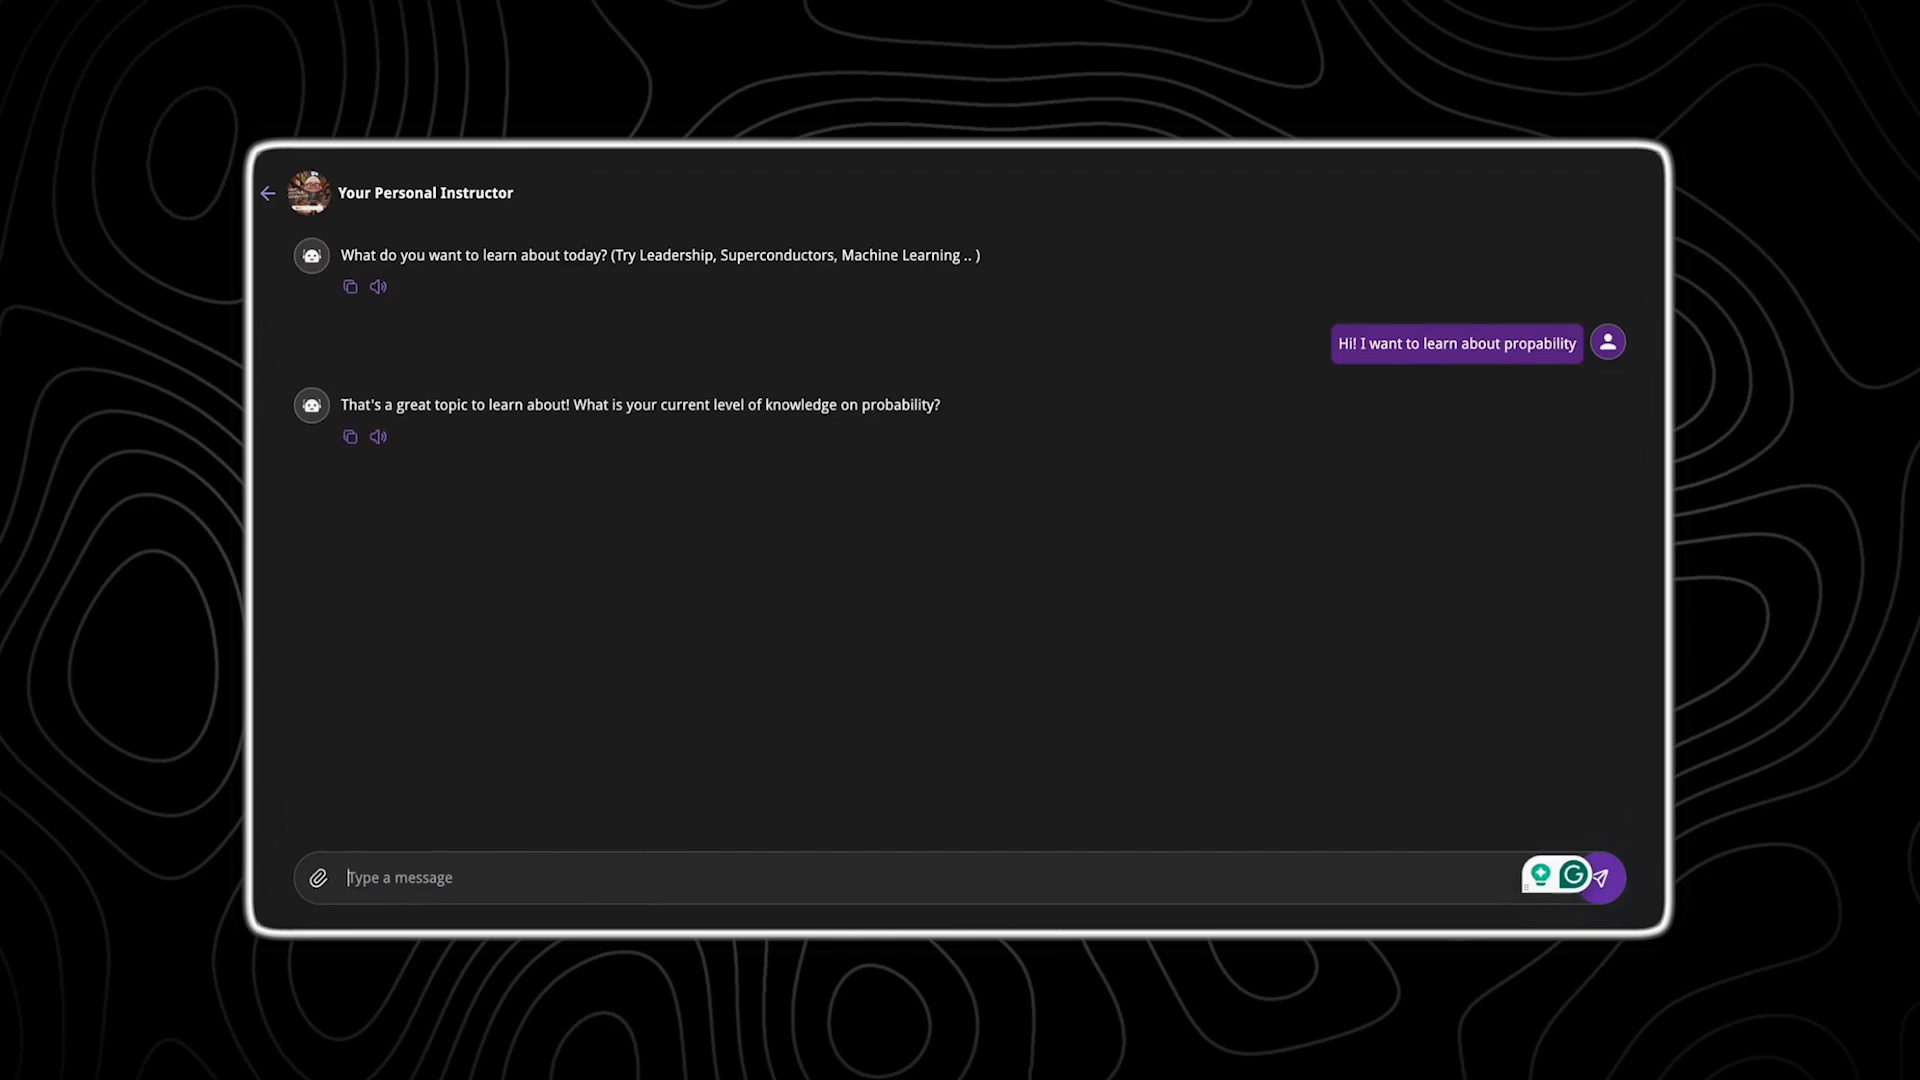 Your Personal Instructor
What do you want to learn about today? (Try Leadership, Superconductors, Machine Learning .. )
Hi! I want to learn about propability
That's a great topic to learn about! What is your current level of knowledge on probability?
Type a message